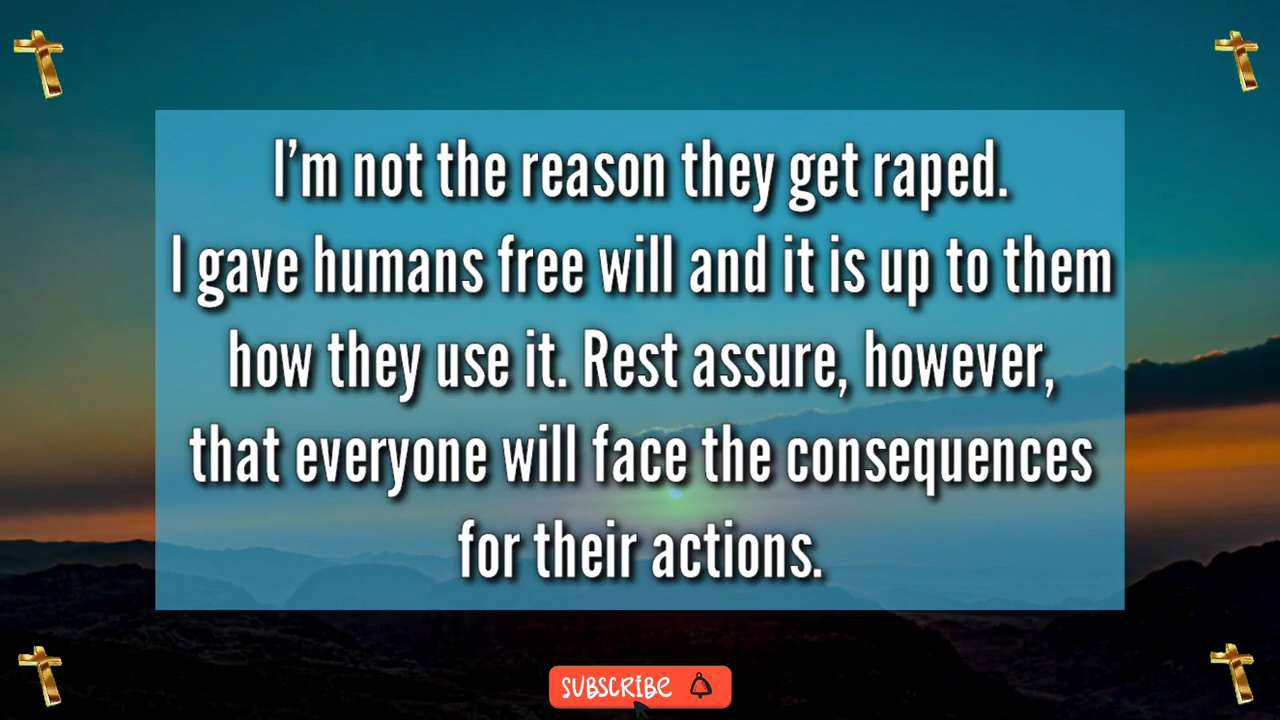 I'm not the reason they get raped.
I gave humans free will and it is up to them
how they use it. Rest assure, however,
that everyone will face the consequences
for their actions.
SUBSCRIBE